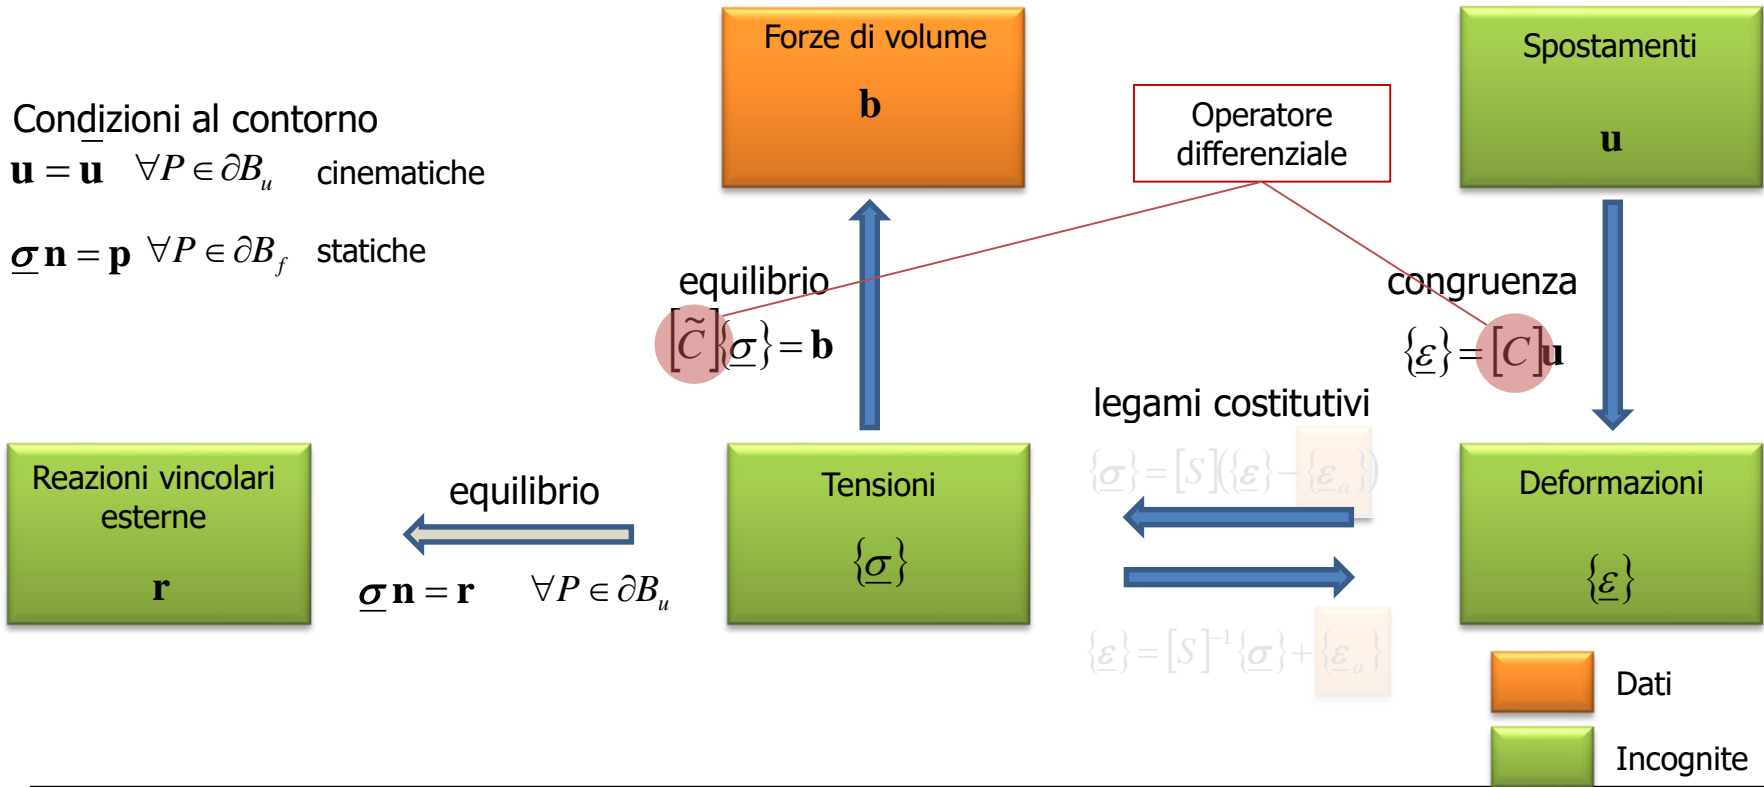 Forze di volume
b
Spostamenti
u
Operatore
differenziale
Condizioni al contorno
u = u̅ ∀P ∈ ∂B_u cinematiche
σ n = p ∀P ∈ ∂B_f statiche
equilibrio
[C̃]{σ} = b
congruenza
{ε} = [C]u
legami costitutivi
{σ} = [S]({ε} − {ε_a})
{ε} = [S]⁻¹{σ} + {ε_a}
Reazioni vincolari
esterne
r
equilibrio
σ n = r ∀P ∈ ∂B_u
Tensioni
{σ}
Deformazioni
{ε}
Dati
Incognite